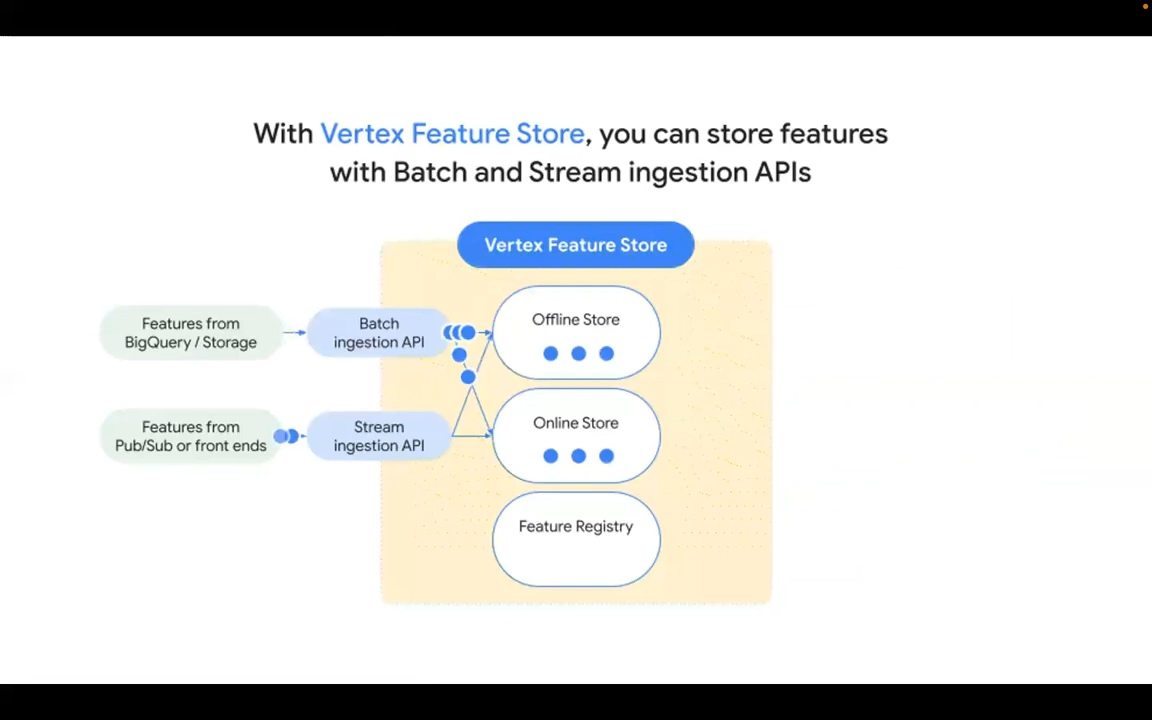 With Vertex Feature Store, you can store features
with Batch and Stream ingestion APIs
Vertex Feature Store
Features from
BigQuery / Storage
Batch
ingestion API
Offline Store
Features from
Pub/Sub or front ends
Stream
ingestion API
Online Store
Feature Registry